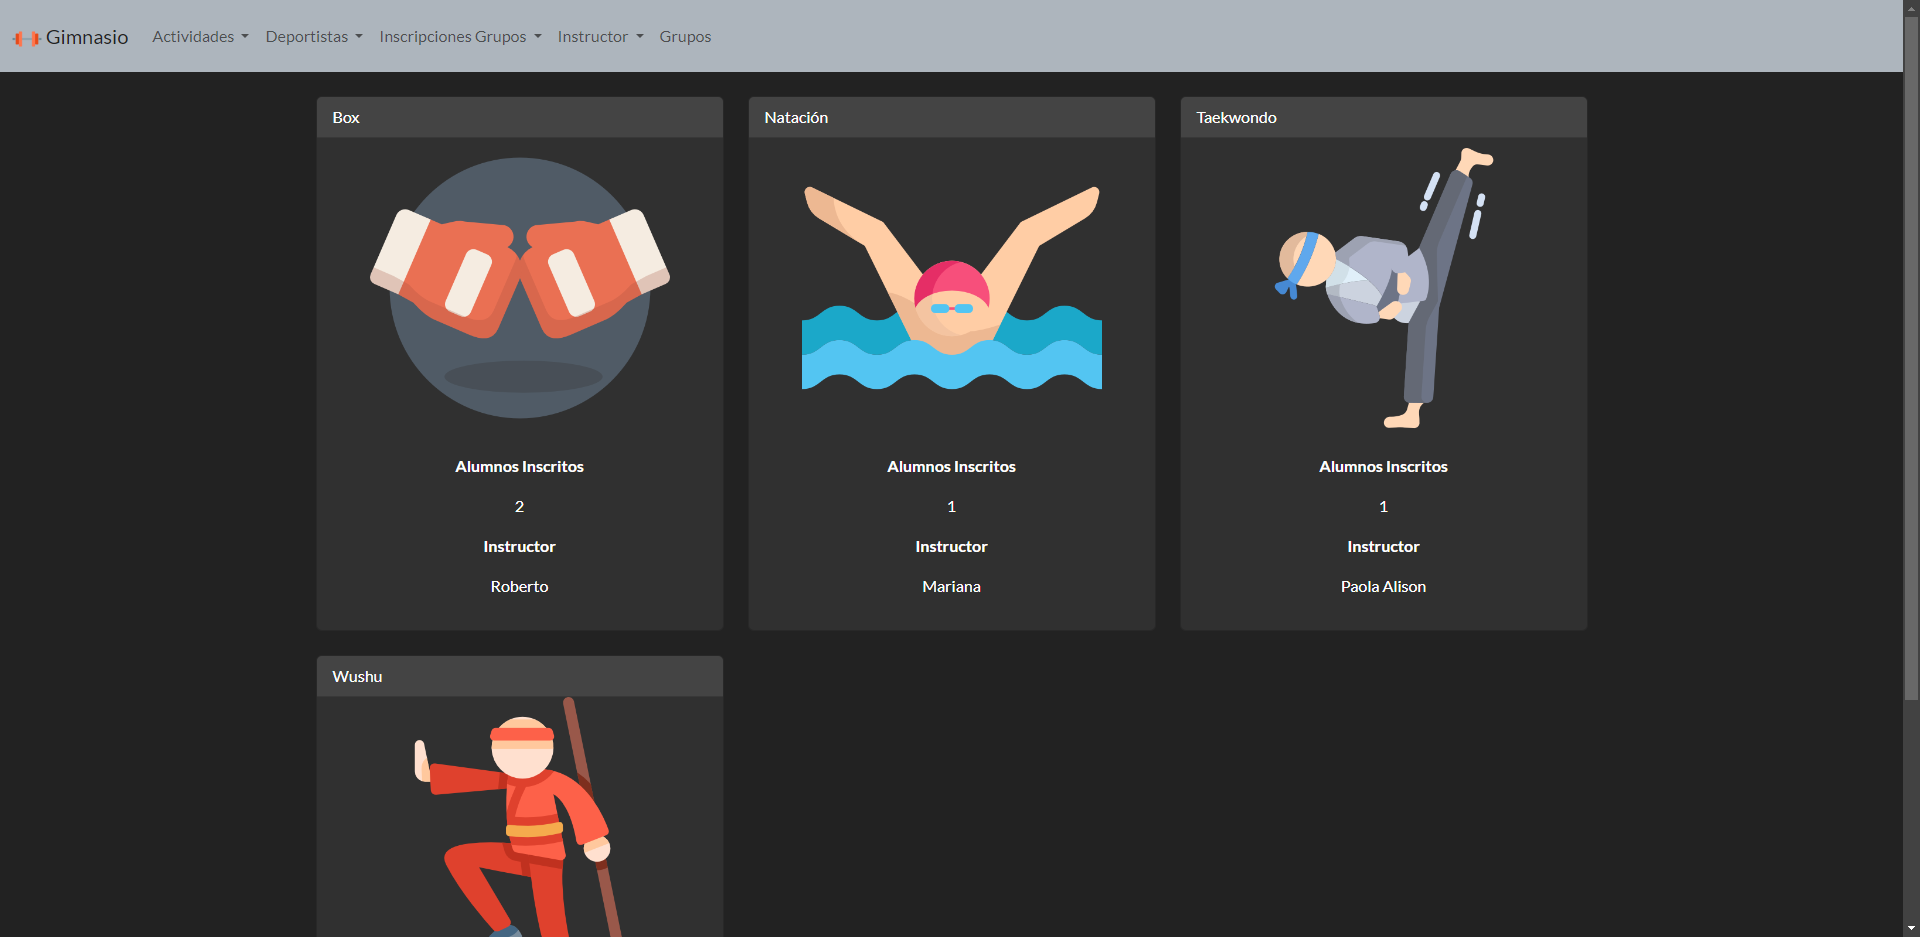 Gimnasio Actividades Deportistas Inscripciones Grupos Instructor Grupos
Box
Alumnos Inscritos
2
Instructor
Roberto
Natación
Alumnos Inscritos
1
Instructor
Mariana
Taekwondo
Alumnos Inscritos
1
Instructor
Paola Alison
Wushu